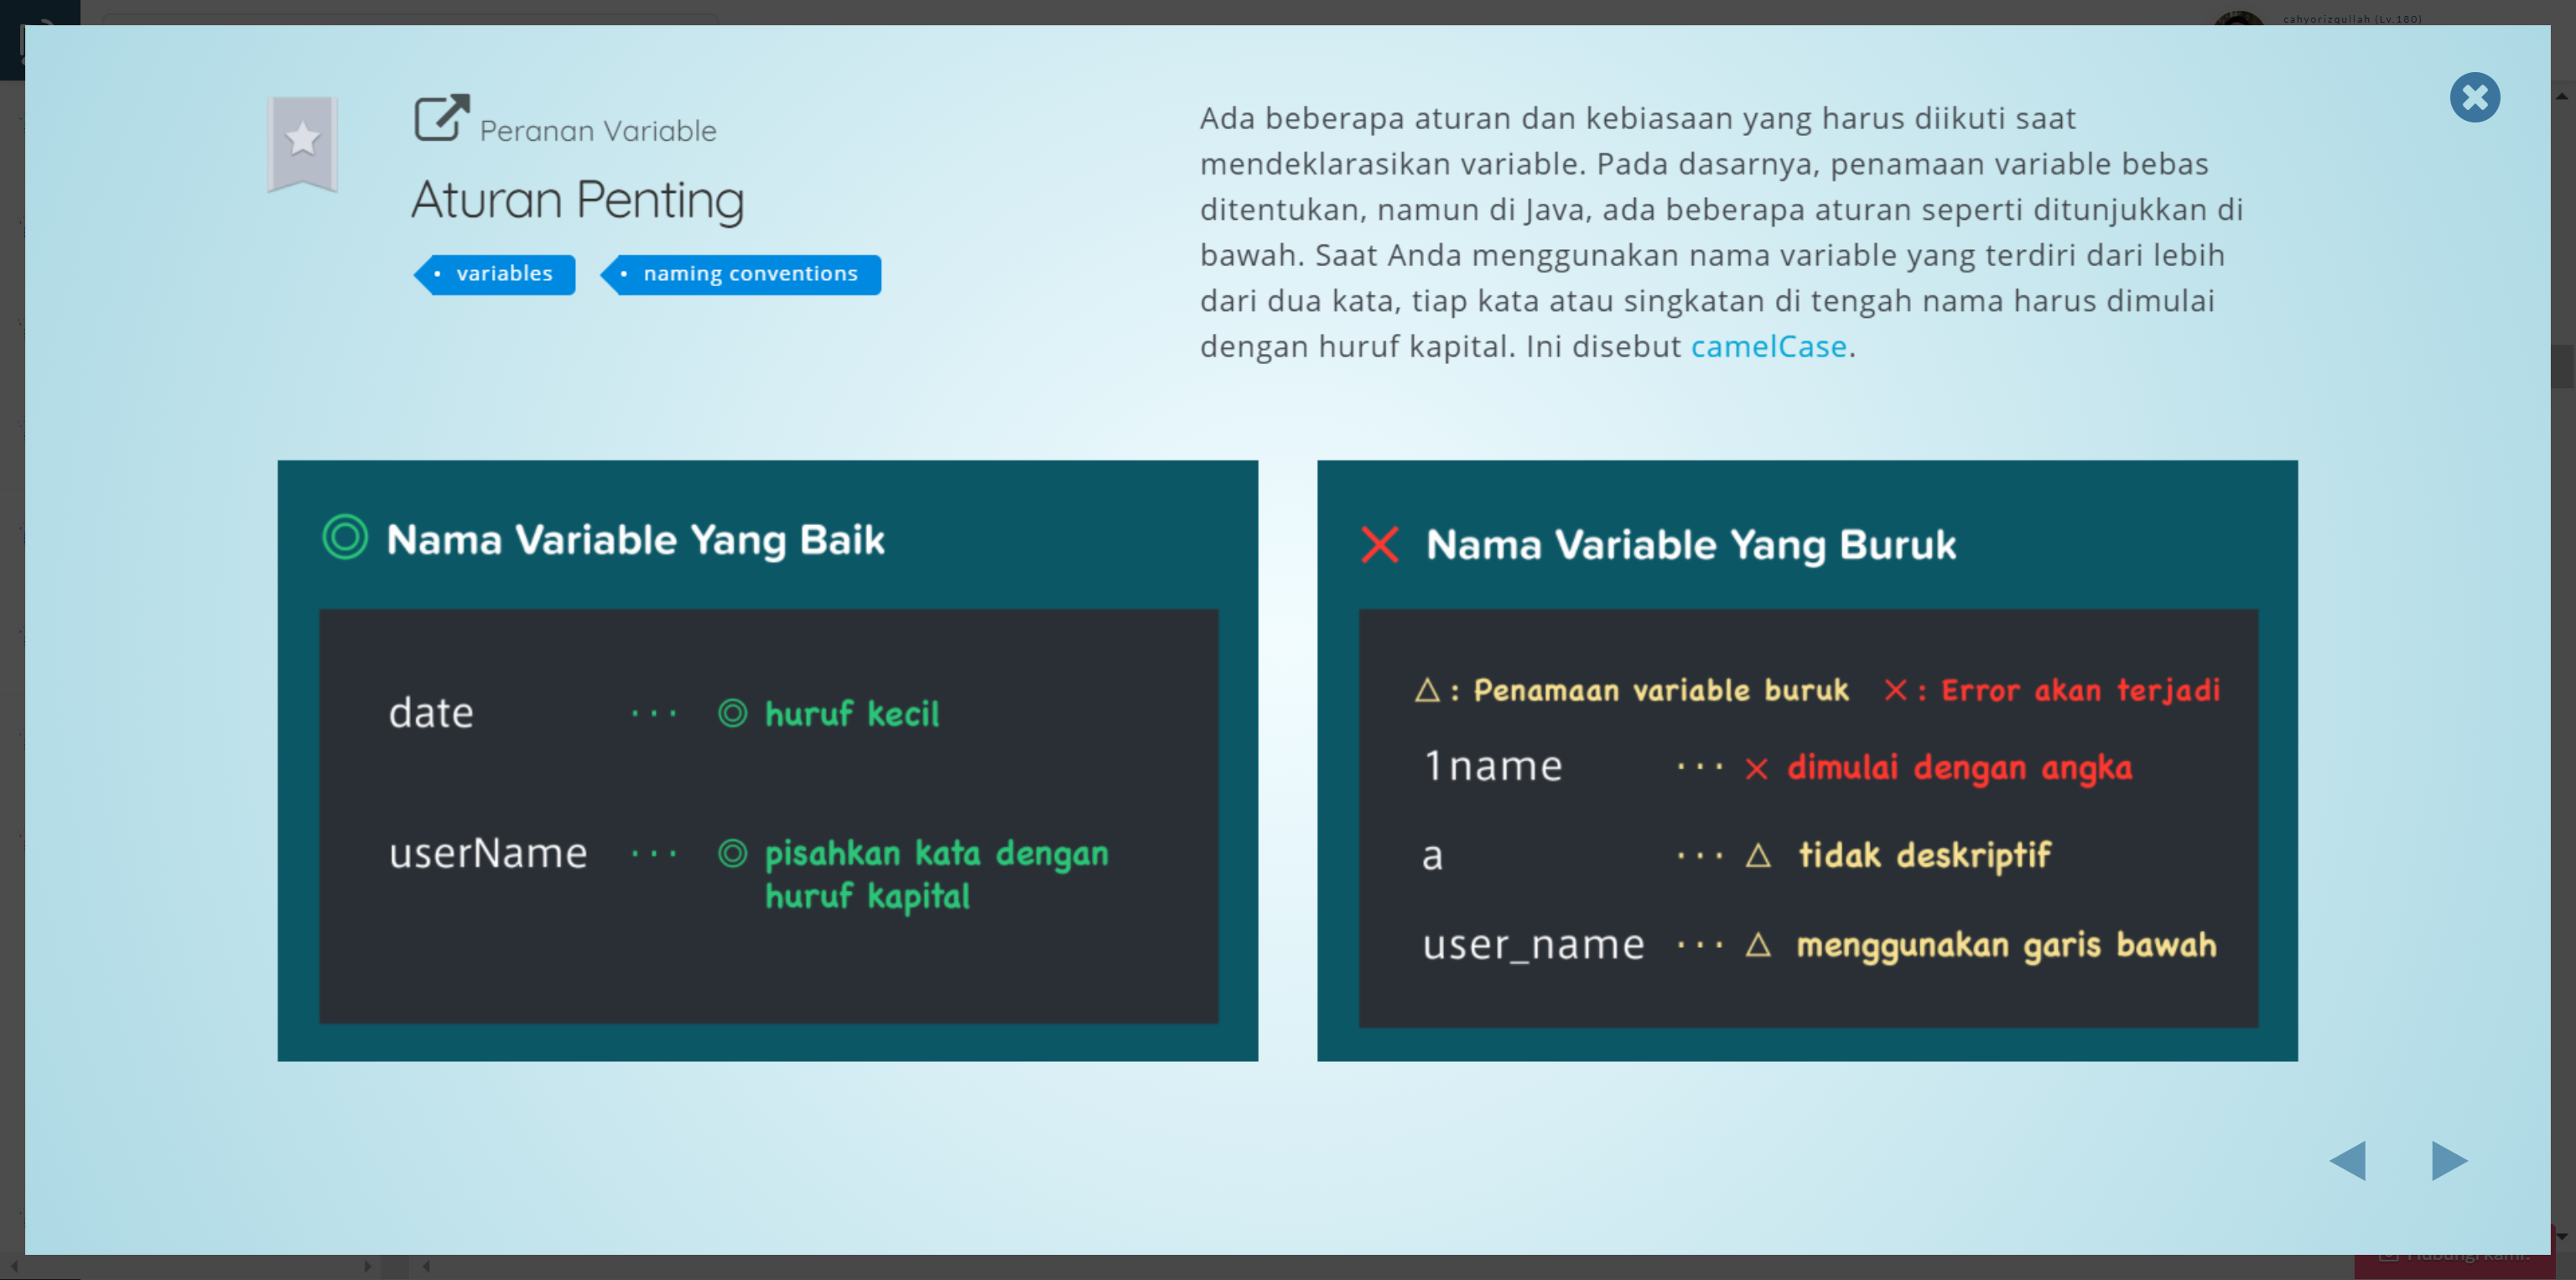 cahyorizqullah (Lv.180)
Peranan Variable
Aturan Penting
• variables • naming conventions
Ada beberapa aturan dan kebiasaan yang harus diikuti saat
mendeklarasikan variable. Pada dasarnya, penamaan variable bebas
ditentukan, namun di Java, ada beberapa aturan seperti ditunjukkan di
bawah. Saat Anda menggunakan nama variable yang terdiri dari lebih
dari dua kata, tiap kata atau singkatan di tengah nama harus dimulai
dengan huruf kapital. Ini disebut camelCase.
◎ Nama Variable Yang Baik
date ··· ◎ huruf kecil
userName ··· ◎ pisahkan kata dengan
huruf kapital
× Nama Variable Yang Buruk
△ : Penamaan variable buruk × : Error akan terjadi
1name ··· × dimulai dengan angka
a ··· △ tidak deskriptif
user_name ··· △ menggunakan garis bawah